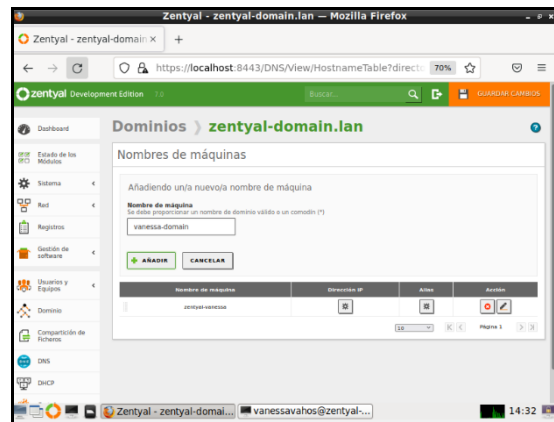 Zentyal - zentyal-domain.lan — Mozilla Firefox
Zentyal - zentyal-domain ×
https://localhost:8443/DNS/View/HostnameTable?direct
70%
zentyal Development Edition 7.0
Buscar...
GUARDAR CAMBIOS
Dashboard
Estado de los Módulos
Sistema
Red
Registros
Gestión de software
Usuarios y Equipos
Dominio
Compartición de Ficheros
DNS
DHCP
Dominios zentyal-domain.lan
Nombres de máquinas
Añadiendo un/a nuevo/a nombre de máquina
Nombre de máquina
Se debe proporcionar un nombre de dominio válido o un comodín (*)
vanessa-domain
AÑADIR CANCELAR
Nombre de máquina Dirección IP Alias Acción
zentyal-vanessa
10 Página 1
Zentyal - zentyal-domai...
vanessavahos@zentyal-...
14:32